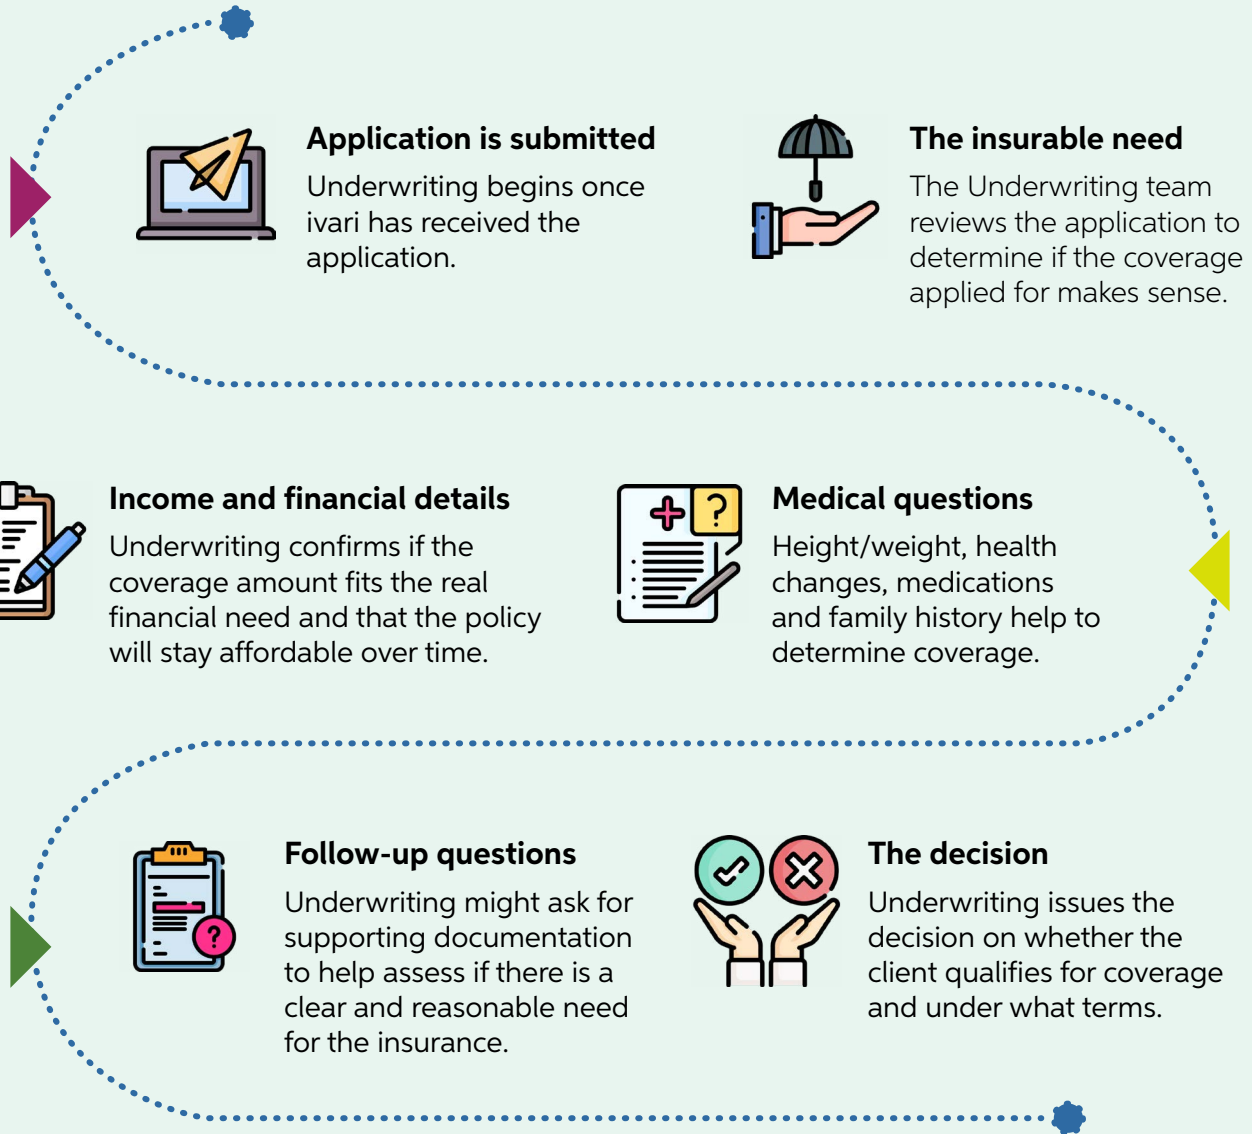 Application is submitted
Underwriting begins once
ivari has received the
application.
The insurable need
The Underwriting team
reviews the application to
determine if the coverage
applied for makes sense.
Income and financial details
Underwriting confirms if the
coverage amount fits the real
financial need and that the policy
will stay affordable over time.
Medical questions
Height/weight, health
changes, medications
and family history help to
determine coverage.
Follow-up questions
Underwriting might ask for
supporting documentation
to help assess if there is a
clear and reasonable need
for the insurance.
The decision
Underwriting issues the
decision on whether the
client qualifies for coverage
and under what terms.